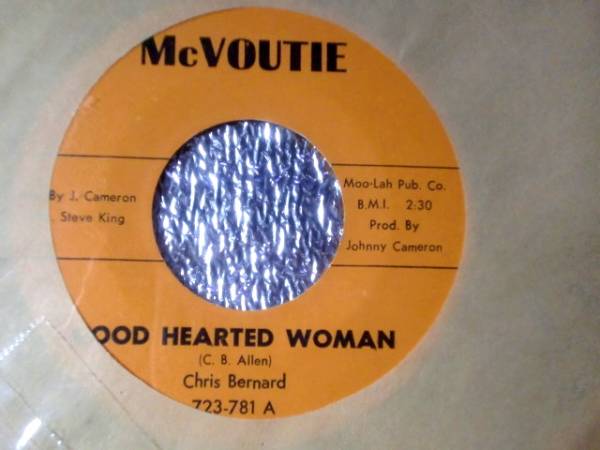 McVOUTIE
By J. Cameron
Steve King
Moo-Lah Pub. Co.
B.M.I. 2:30
Prod. By
Johnny Cameron
OOD HEARTED WOMAN
(C. B. Allen)
Chris Bernard
723-781 A